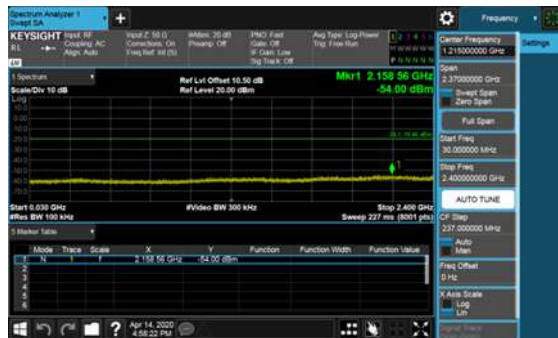 Spectrum Analyzer 1
Swept SA
Frequency
KEYSIGHT
Input: RF
Coupling: AC
Align: Auto
Input Z: 50 Ω
Corrections: On
Freq Ref: Int (S)
#Atten: 20 dB
Preamp: Off
PNO: Fast
Gate: Off
IF Gain: Low
Sig Track: Off
Avg Type: Log-Power
Trig: Free Run
1 2 3 4 5
RL
Center Frequency
1.215000000 GHz
Settings
1 Spectrum
Scale/Div 10 dB
Ref Lvl Offset 10.50 dB
Ref Level 20.00 dBm
Mkr1 2.158 56 GHz
-54.00 dBm
Span
2.37000000 GHz
Swept Span
Zero Span
Full Span
Log
Start Freq
30.000000 MHz
Stop Freq
2.400000000 GHz
AUTO TUNE
Start 0.030 GHz
#Res BW 100 kHz
#Video BW 300 kHz
Stop 2.400 GHz
Sweep 227 ms (8001 pts)
CF Step
237.000000 MHz
Auto
Man
5 Marker Table
Mode Trace Scale X Y Function Function Width Function Value
1 N 1 f 2.158 56 GHz -54.00 dBm
2
3
4
5
6
Freq Offset
0 Hz
X Axis Scale
Log
Lin
Signal Track
Apr 14, 2020
4:58:22 PM